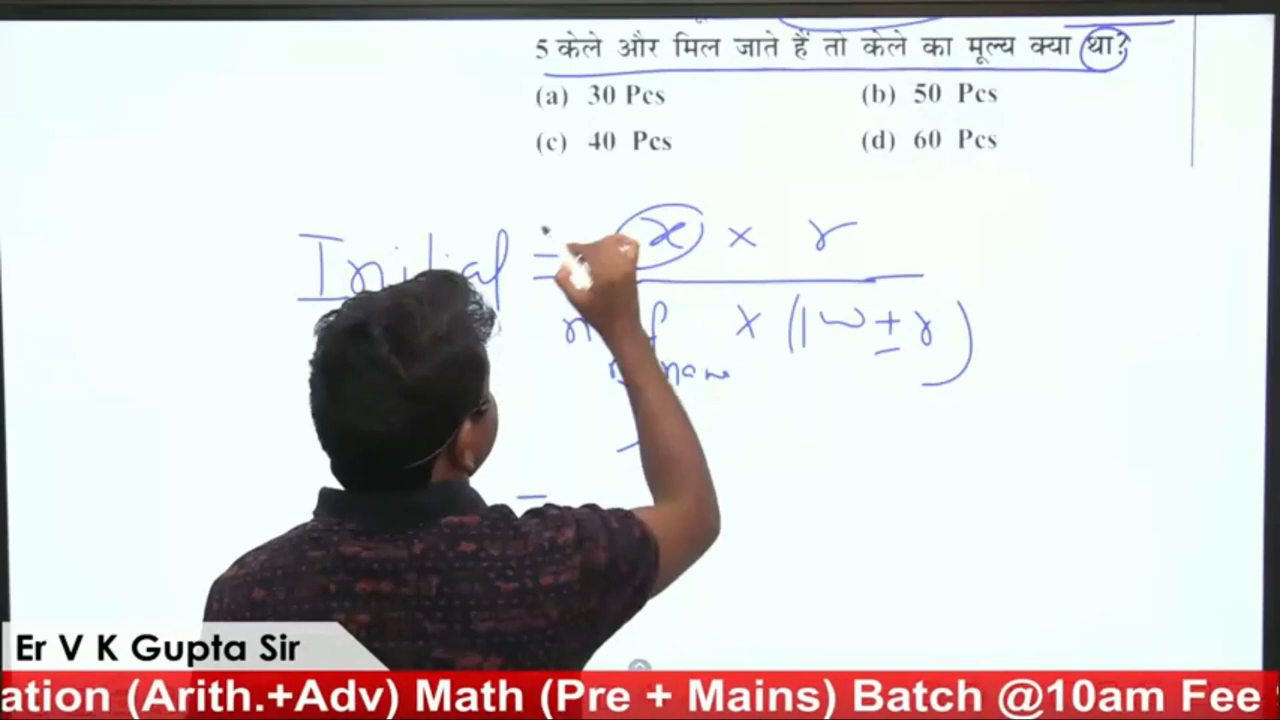 5 केले और मिल जाते हैं तो केले का मूल्य क्या था?
(a) 30 Pcs
(b) 50 Pcs
(c) 40 Pcs
(d) 60 Pcs
Initial = x × r
× (100 ± r)
Er V K Gupta Sir
ation (Arith.+Adv) Math (Pre + Mains) Batch @10am Fee